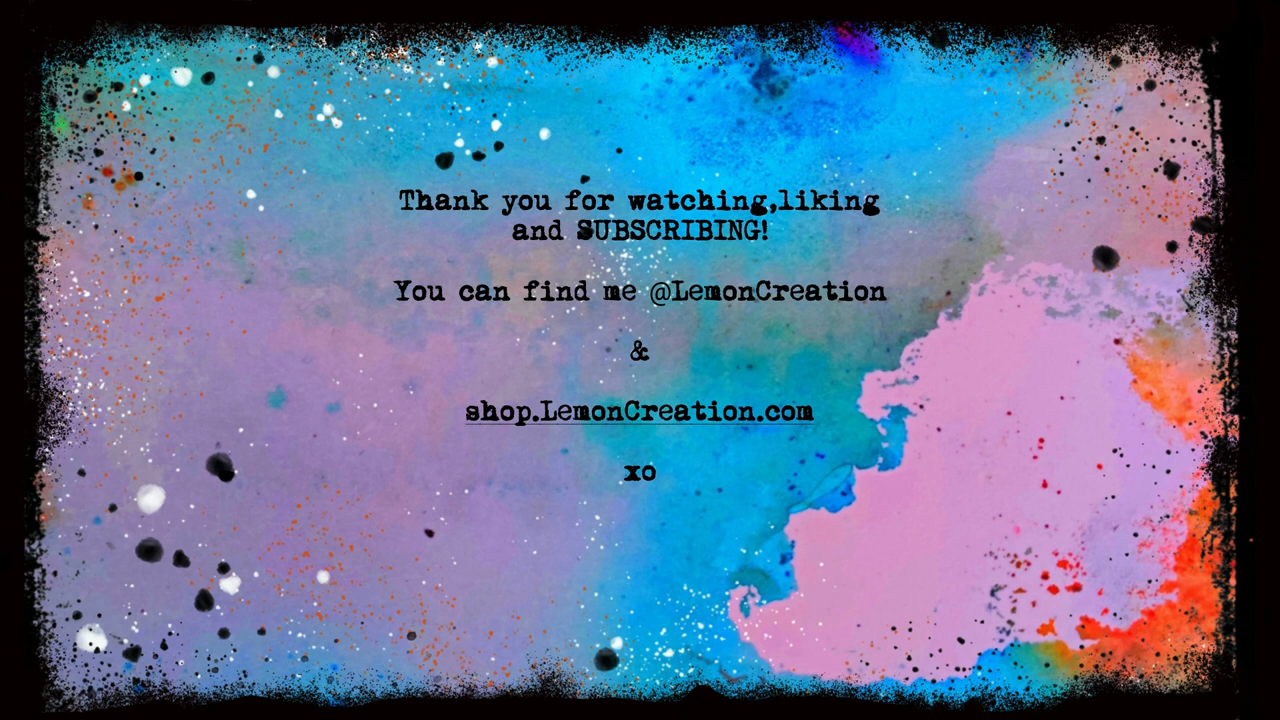 Thank you for watching,liking
and SUBSCRIBING!
You can find me @LemonCreation
&
shop.LemonCreation.com
xo